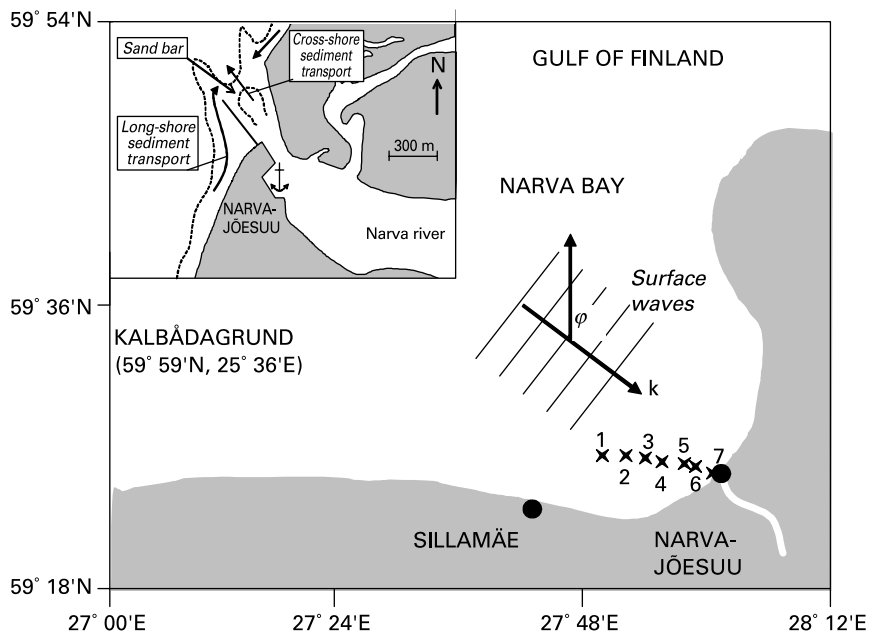 59° 54'N
Sand bar
Cross-shore
sediment
transport
N
Long-shore
sediment
transport
300 m
NARVA-
JÕESUU
Narva river
GULF OF FINLAND
NARVA BAY
Surface
waves
φ
k
59° 36'N
KALBÅDAGRUND
(59° 59'N, 25° 36'E)
1
2
3
4
5
6
7
SILLAMÄE
NARVA-
JÕESUU
59° 18'N
27° 00'E
27° 24'E
27° 48'E
28° 12'E